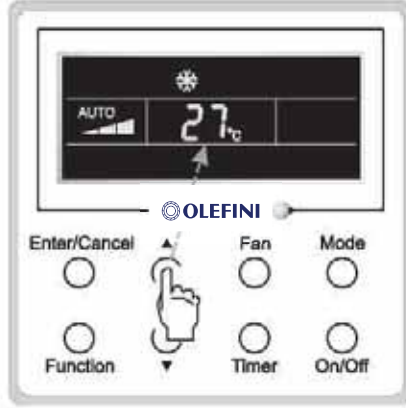 AUTO
27°C
OLEFINI
Enter/Cancel ▲ Fan Mode
Function ▼ Timer On/Off